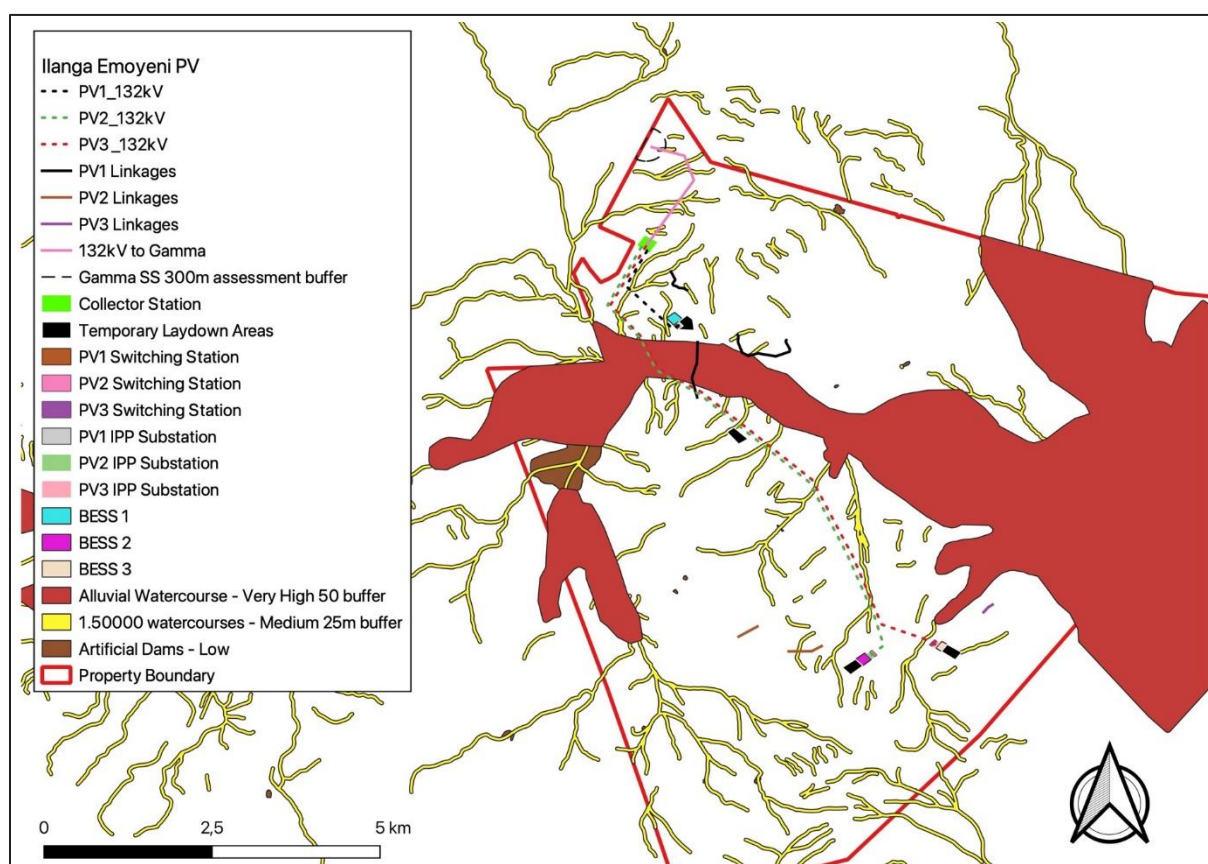 Ilanga Emoyeni PV
PV1_132kV
PV2_132kV
PV3_132kV
PV1 Linkages
PV2 Linkages
PV3 Linkages
132kV to Gamma
Gamma SS 300m assessment buffer
Collector Station
Temporary Laydown Areas
PV1 Switching Station
PV2 Switching Station
PV3 Switching Station
PV1 IPP Substation
PV2 IPP Substation
PV3 IPP Substation
BESS 1
BESS 2
BESS 3
Alluvial Watercourse - Very High 50 buffer
1.50000 watercourses - Medium 25m buffer
Artificial Dams - Low
Property Boundary
0 2,5 5 km